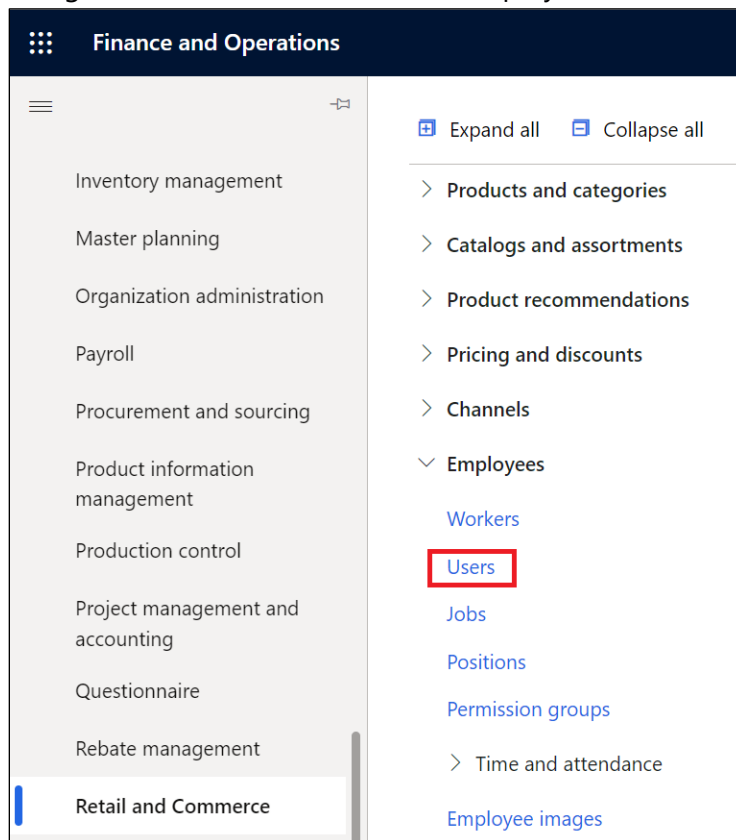 Finance and Operations
Inventory management
Master planning
Organization administration
Payroll
Procurement and sourcing
Product information
management
Production control
Project management and
accounting
Questionnaire
Rebate management
Retail and Commerce
Expand all
Collapse all
Products and categories
Catalogs and assortments
Product recommendations
Pricing and discounts
Channels
Employees
Workers
Users
Jobs
Positions
Permission groups
Time and attendance
Employee images